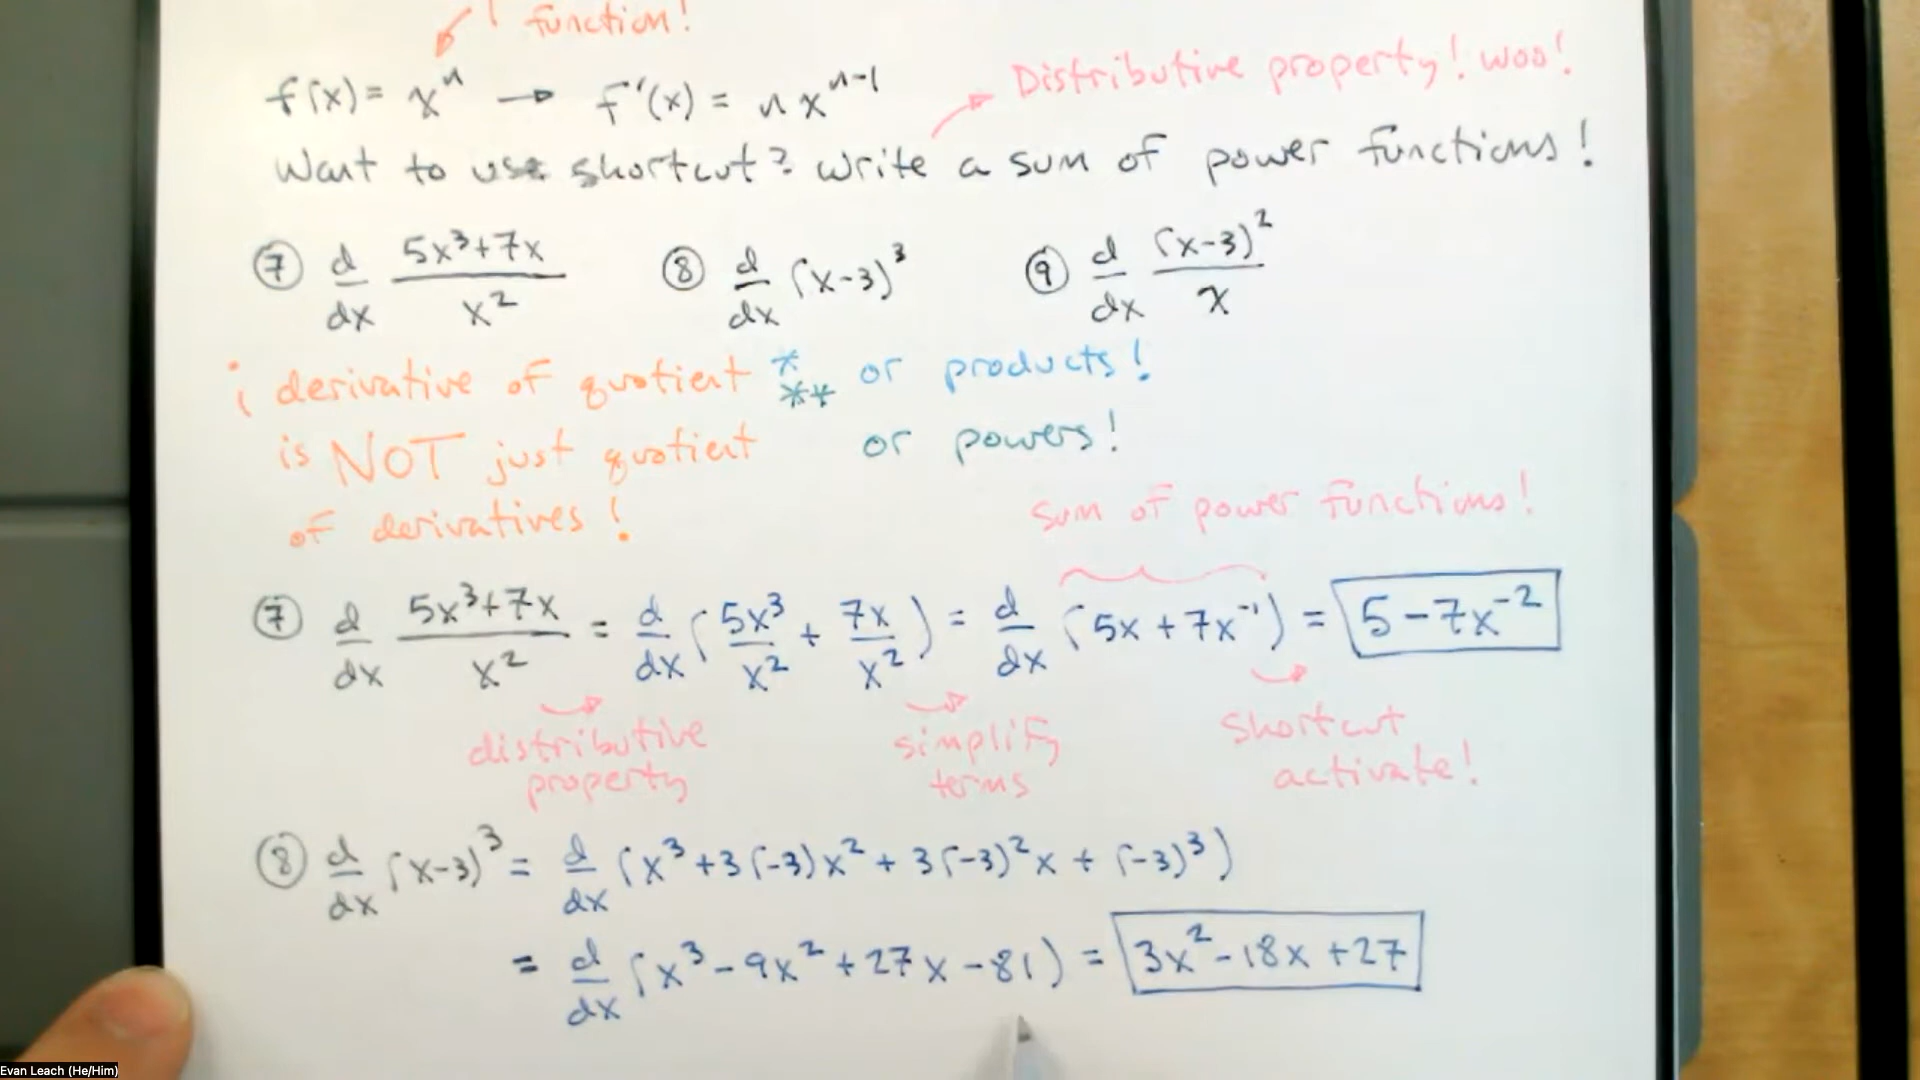 function!
f(x) = xⁿ → f'(x) = n xⁿ⁻¹
Distributive property! woo!
Want to use shortcut? Write a sum of power functions!
⑦ d/dx (5x³+7x)/x² ⑧ d/dx (x-3)³ ⑨ d/dx (x-3)²/x
¡ derivative of quotient * or products!
** or powers!
is NOT just quotient
of derivatives!
sum of power functions!
⑦ d/dx (5x³+7x)/x² = d/dx (5x³/x² + 7x/x²) = d/dx (5x + 7x⁻¹) = 5 - 7x⁻²
distributive property
simplify terms
shortcut activate!
⑧ d/dx (x-3)³ = d/dx (x³ + 3(-3)x² + 3(-3)²x + (-3)³)
= d/dx (x³ - 9x² + 27x - 81) = 3x² - 18x + 27
Evan Leach (He/Him)